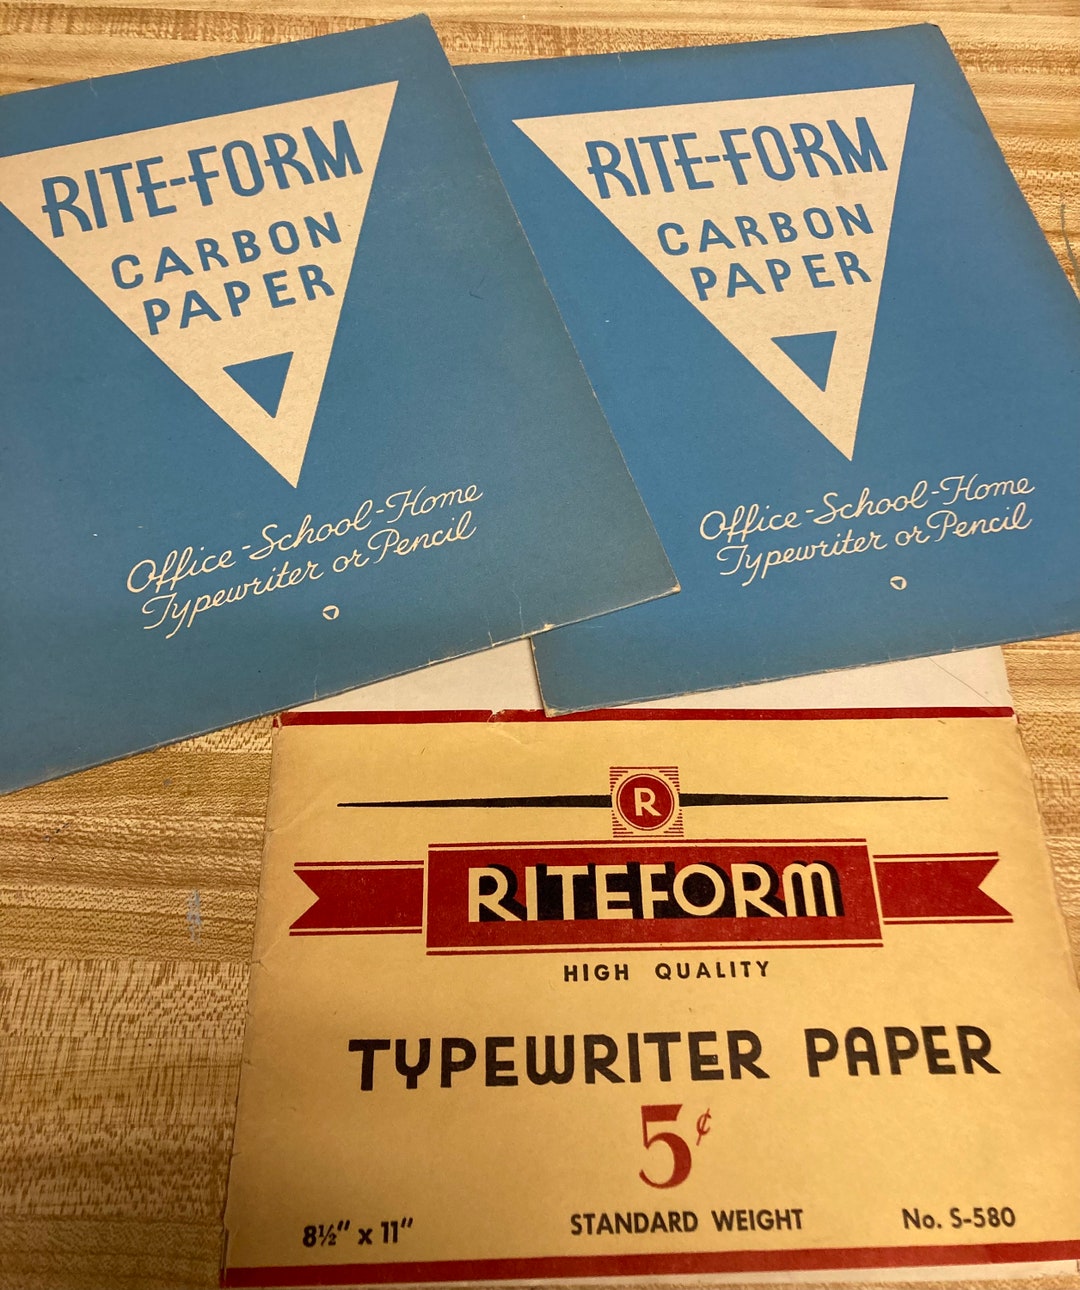 RITE-FORM
CARBON
PAPER
Office-School-Home
Typewriter or Pencil
RITE-FORM
CARBON
PAPER
Office-School-Home
Typewriter or Pencil
R
RITEFORM
HIGH QUALITY
TYPEWRITER PAPER
5¢
8½" x 11"
STANDARD WEIGHT
No. S-580